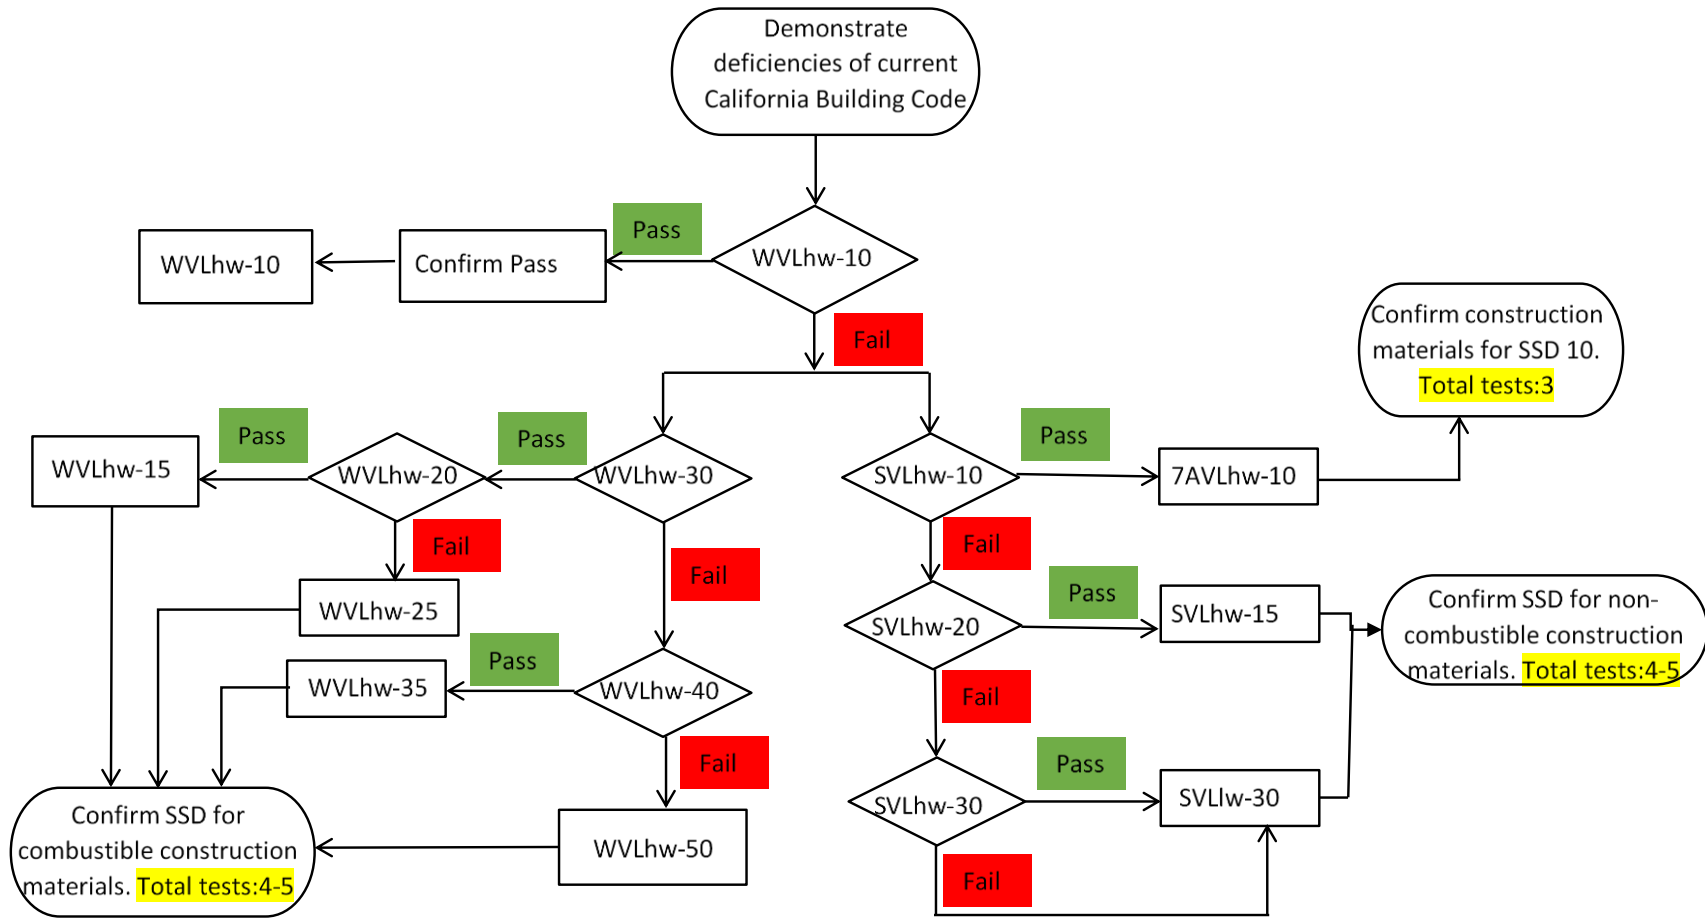 Demonstrate
deficiencies of current
California Building Code
Pass
WVLhw-10
Confirm Pass
WVLhw-10
Fail
Confirm construction
materials for SSD 10.
Total tests:3
Pass
Pass
Pass
WVLhw-15
WVLhw-20
WVLhw-30
SVLhw-10
7AVLhw-10
Fail
Fail
Fail
WVLhw-25
Pass
SVLhw-20
SVLhw-15
Confirm SSD for non-
combustible construction
materials. Total tests:4-5
Pass
WVLhw-35
WVLhw-40
Fail
Fail
Pass
SVLhw-30
SVLlw-30
Confirm SSD for
combustible construction
materials. Total tests:4-5
WVLhw-50
Fail